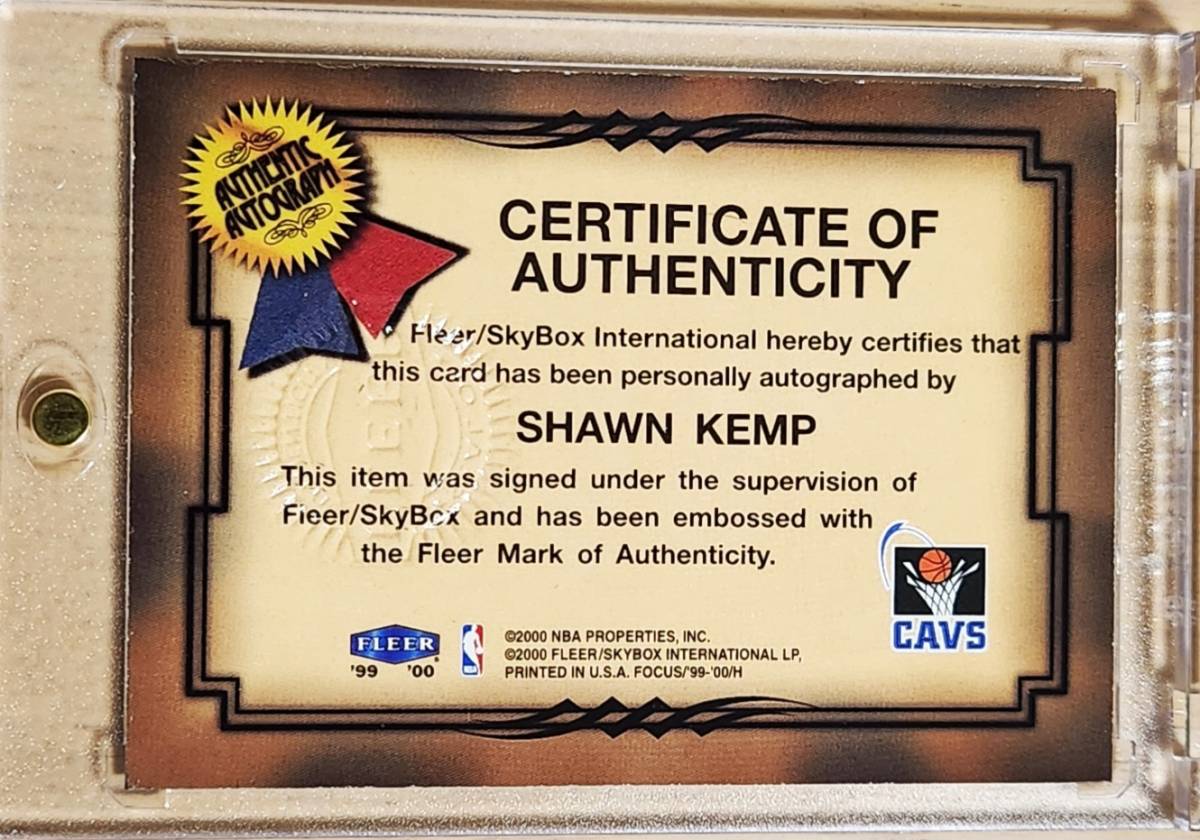 AUTHENTIC
AUTOGRAPH
CERTIFICATE OF
AUTHENTICITY
Fleer/SkyBox International hereby certifies that
this card has been personally autographed by
SHAWN KEMP
This item was signed under the supervision of
Fleer/SkyBox and has been embossed with
the Fleer Mark of Authenticity.
CAVS
FLEER
'99 '00
NBA
©2000 NBA PROPERTIES, INC.
©2000 FLEER/SKYBOX INTERNATIONAL LP,
PRINTED IN U.S.A. FOCUS/'99-'00/H